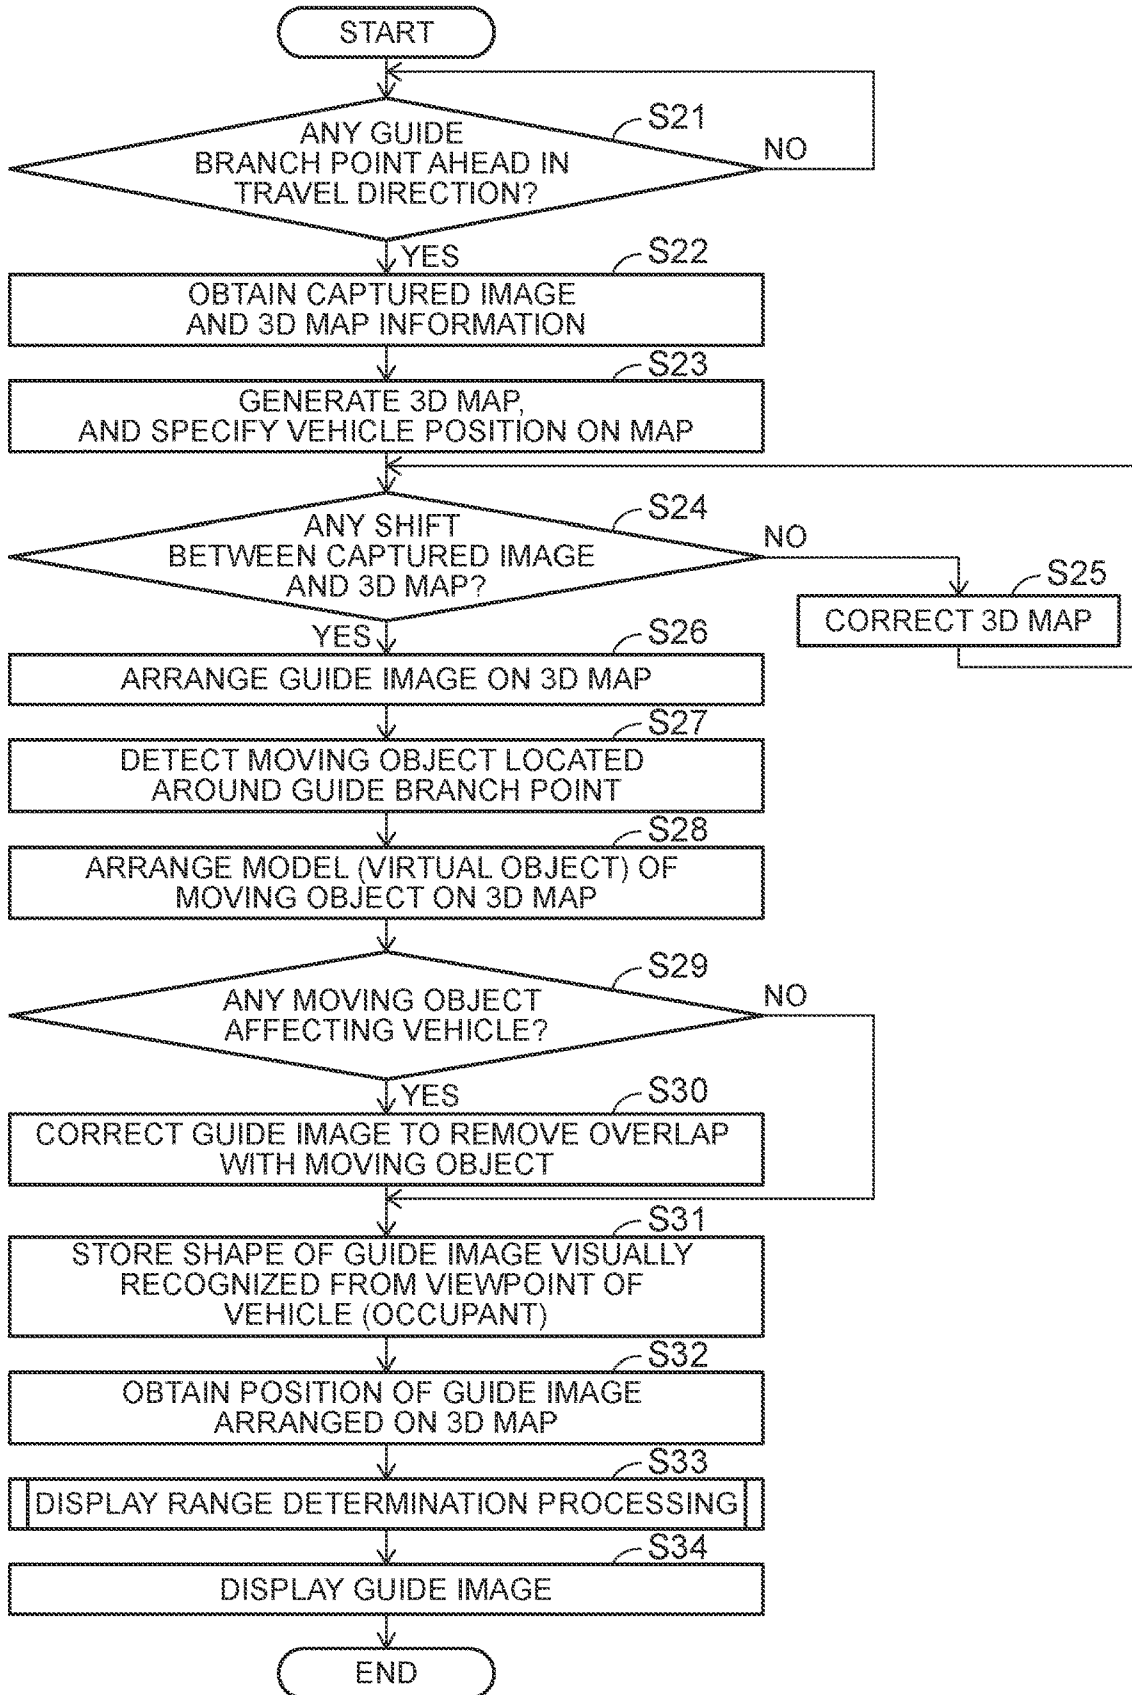 START
S21
ANY GUIDE
BRANCH POINT AHEAD IN
TRAVEL DIRECTION?
NO
YES
S22
OBTAIN CAPTURED IMAGE
AND 3D MAP INFORMATION
S23
GENERATE 3D MAP,
AND SPECIFY VEHICLE POSITION ON MAP
S24
ANY SHIFT
BETWEEN CAPTURED IMAGE
AND 3D MAP?
NO
S25
CORRECT 3D MAP
YES
S26
ARRANGE GUIDE IMAGE ON 3D MAP
S27
DETECT MOVING OBJECT LOCATED
AROUND GUIDE BRANCH POINT
S28
ARRANGE MODEL (VIRTUAL OBJECT) OF
MOVING OBJECT ON 3D MAP
S29
ANY MOVING OBJECT
AFFECTING VEHICLE?
NO
YES
S30
CORRECT GUIDE IMAGE TO REMOVE OVERLAP
WITH MOVING OBJECT
S31
STORE SHAPE OF GUIDE IMAGE VISUALLY
RECOGNIZED FROM VIEWPOINT OF
VEHICLE (OCCUPANT)
S32
OBTAIN POSITION OF GUIDE IMAGE
ARRANGED ON 3D MAP
S33
DISPLAY RANGE DETERMINATION PROCESSING
S34
DISPLAY GUIDE IMAGE
END